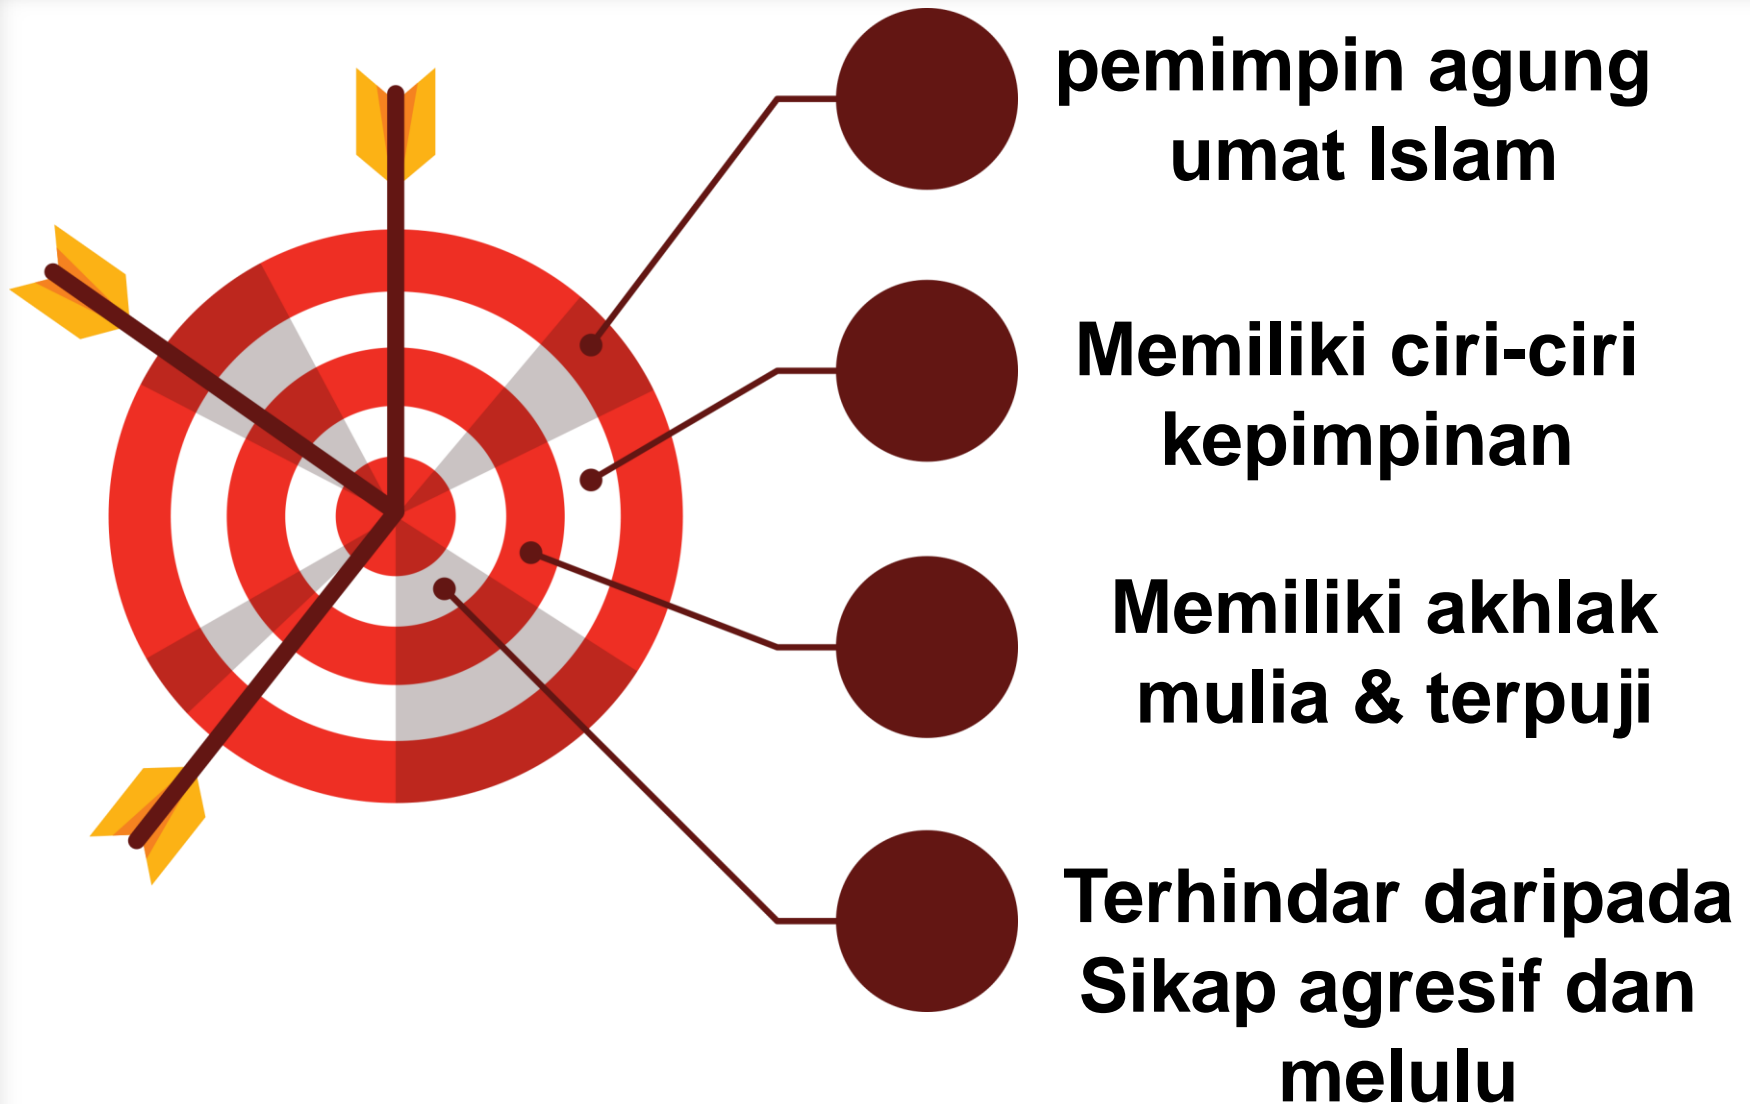 pemimpin agung
umat Islam
Memiliki ciri-ciri
kepimpinan
Memiliki akhlak
mulia & terpuji
Terhindar daripada
Sikap agresif dan
melulu